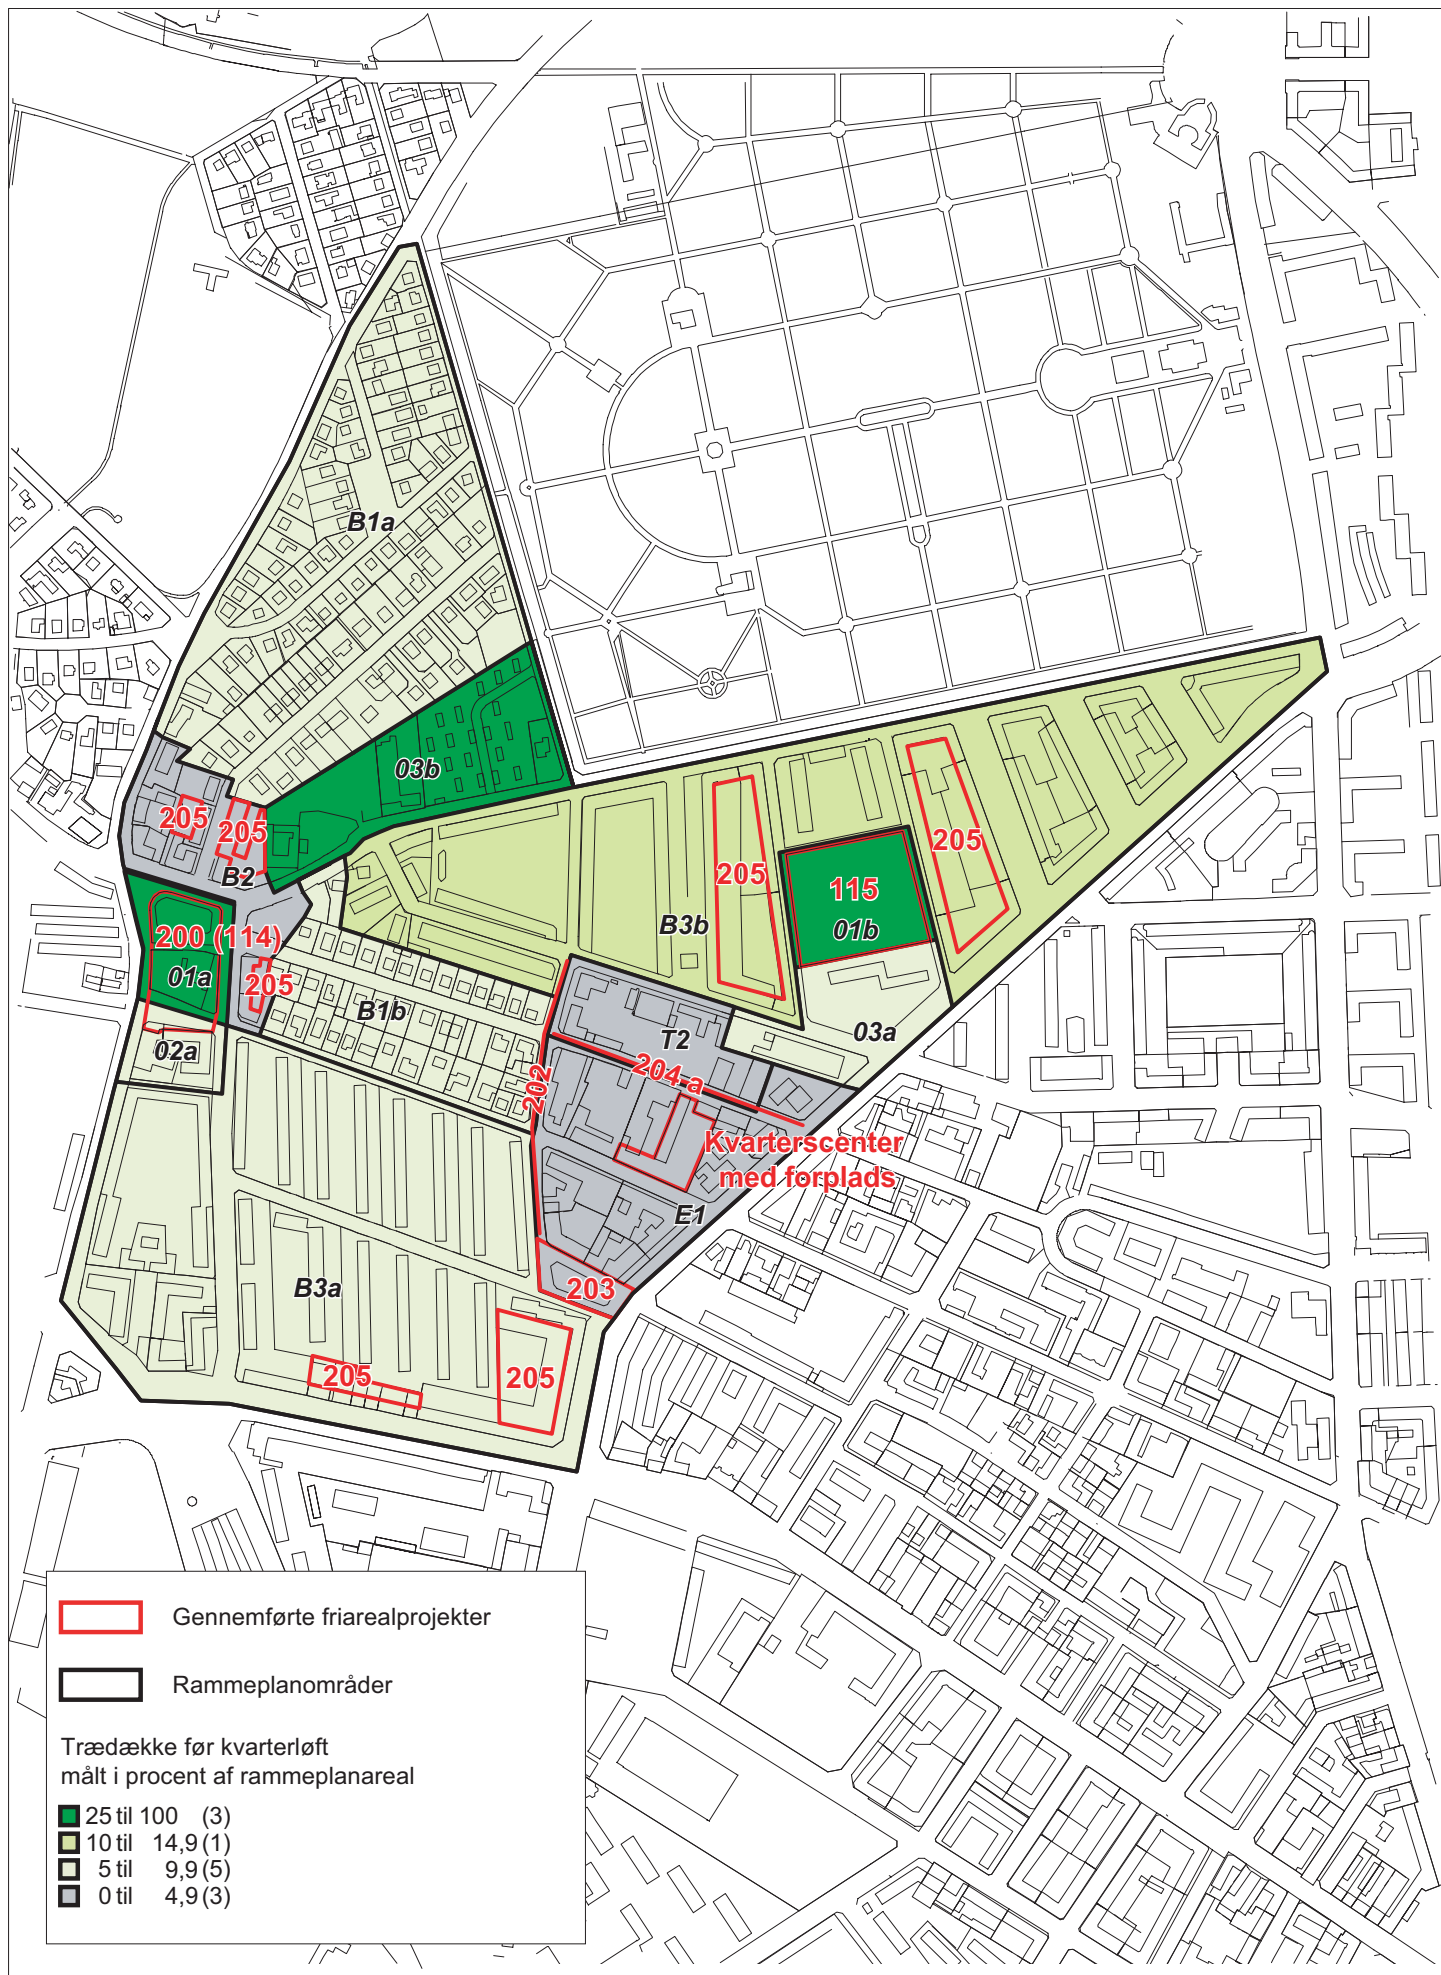 B1a
03b
205
205
B2
200 (114)
01a
205
02a
B1b
B3b
205
115
01b
205
03a
T2
204 a
202
Kvarterscenter
med forplads
E1
203
B3a
205
205
Gennemførte friarealprojekter
Rammeplanområder
Trædække før kvarterløft
målt i procent af rammeplanareal
25 til 100 (3)
10 til 14,9 (1)
5 til 9,9 (5)
0 til 4,9 (3)